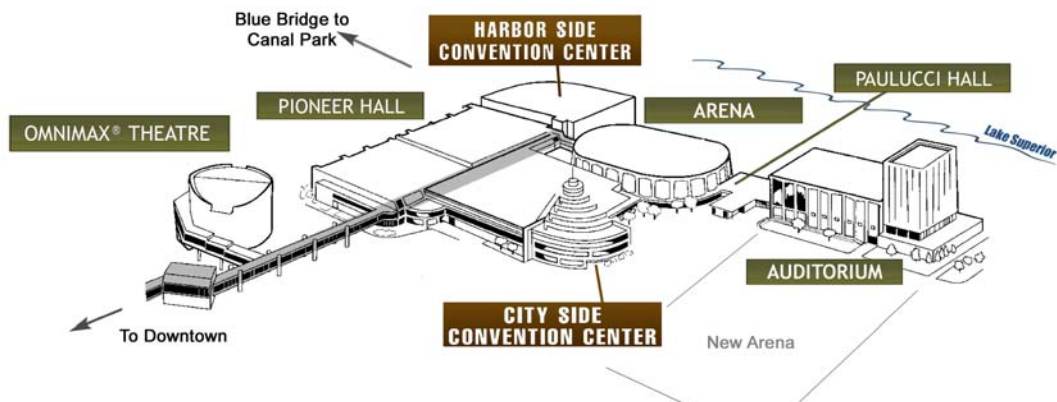 Blue Bridge to
Canal Park
HARBOR SIDE
CONVENTION CENTER
PAULUCCI HALL
PIONEER HALL
ARENA
OMNIMAX® THEATRE
Lake Superior
AUDITORIUM
CITY SIDE
CONVENTION CENTER
To Downtown
New Arena